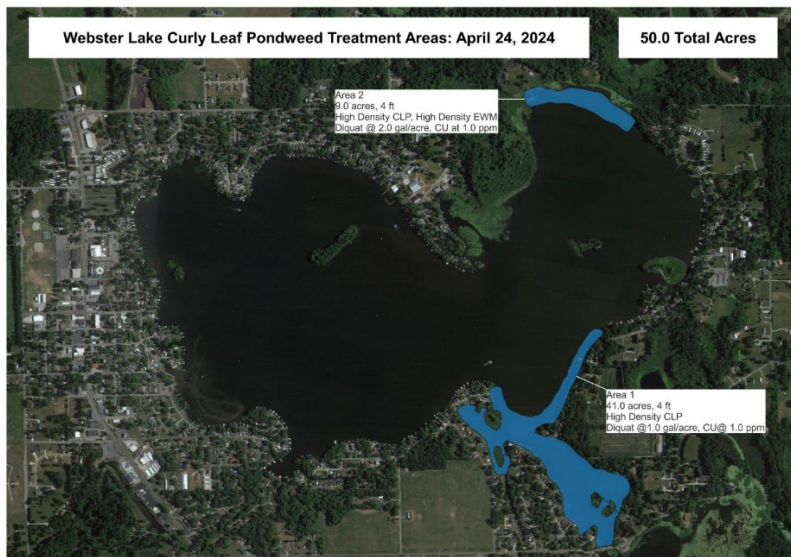 Webster Lake Curly Leaf Pondweed Treatment Areas: April 24, 2024
50.0 Total Acres
Area 2
9.0 acres, 4 ft
High Density CLP, High Density EWM
Diquat @ 2.0 gal/acre, CU at 1.0 ppm
Area 1
41.0 acres, 4 ft
High Density CLP
Diquat @1.0 gal/acre, CU@ 1.0 ppm